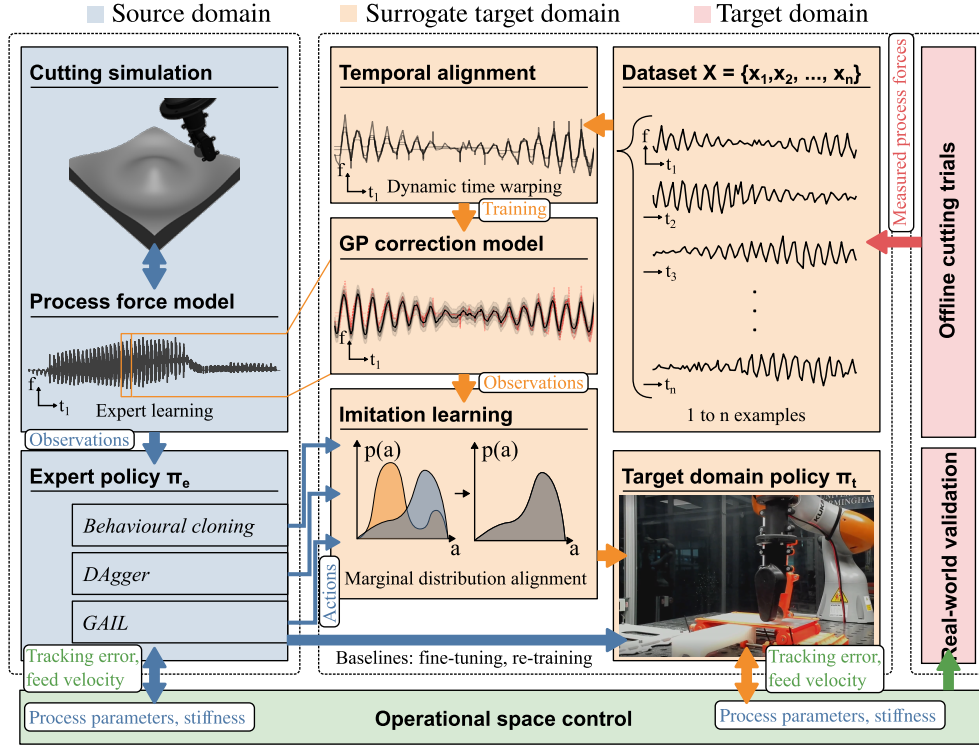 Source domain
Surrogate target domain
Target domain
Cutting simulation
Process force model
f
t1
Expert learning
Observations
Expert policy πe
Behavioural cloning
DAgger
GAIL
Tracking error,
feed velocity
Process parameters, stiffness
Temporal alignment
f
t1
Dynamic time warping
Training
GP correction model
f
t1
Observations
Imitation learning
p(a)
a
p(a)
a
Marginal distribution alignment
Actions
Baselines: fine-tuning, re-training
Dataset X = {x1,x2, ..., xn}
f
t1
t2
t3
tn
1 to n examples
Measured process forces
Target domain policy πt
KUKA
Tracking error,
feed velocity
Process parameters, stiffness
Offline cutting trials
Real-world validation
Operational space control